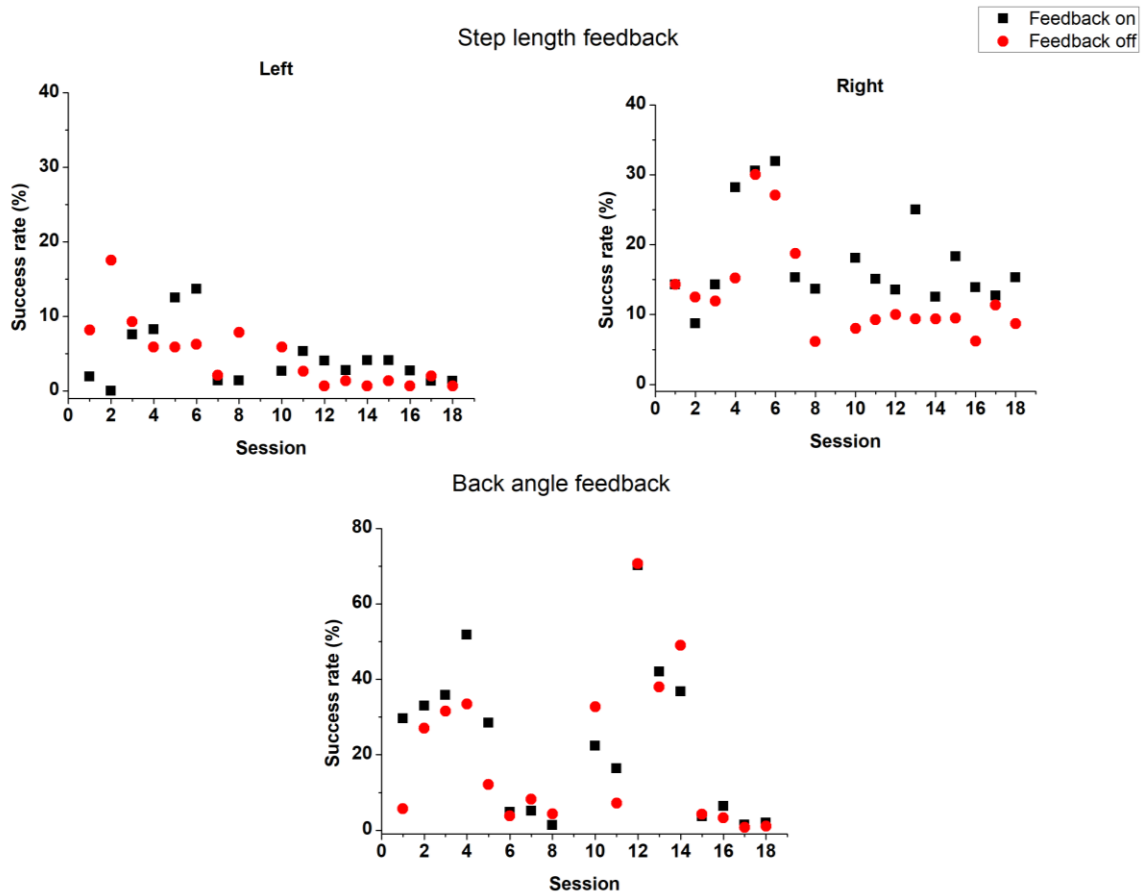 Feedback on
Feedback off
Step length feedback
Left
40
30
20
10
0
Success rate (%)
0 2 4 6 8 10 12 14 16 18
Session
Right
40
30
20
10
0
Succss rate (%)
0 2 4 6 8 10 12 14 16 18
Session
Back angle feedback
80
60
40
20
0
Success rate (%)
0 2 4 6 8 10 12 14 16 18
Session